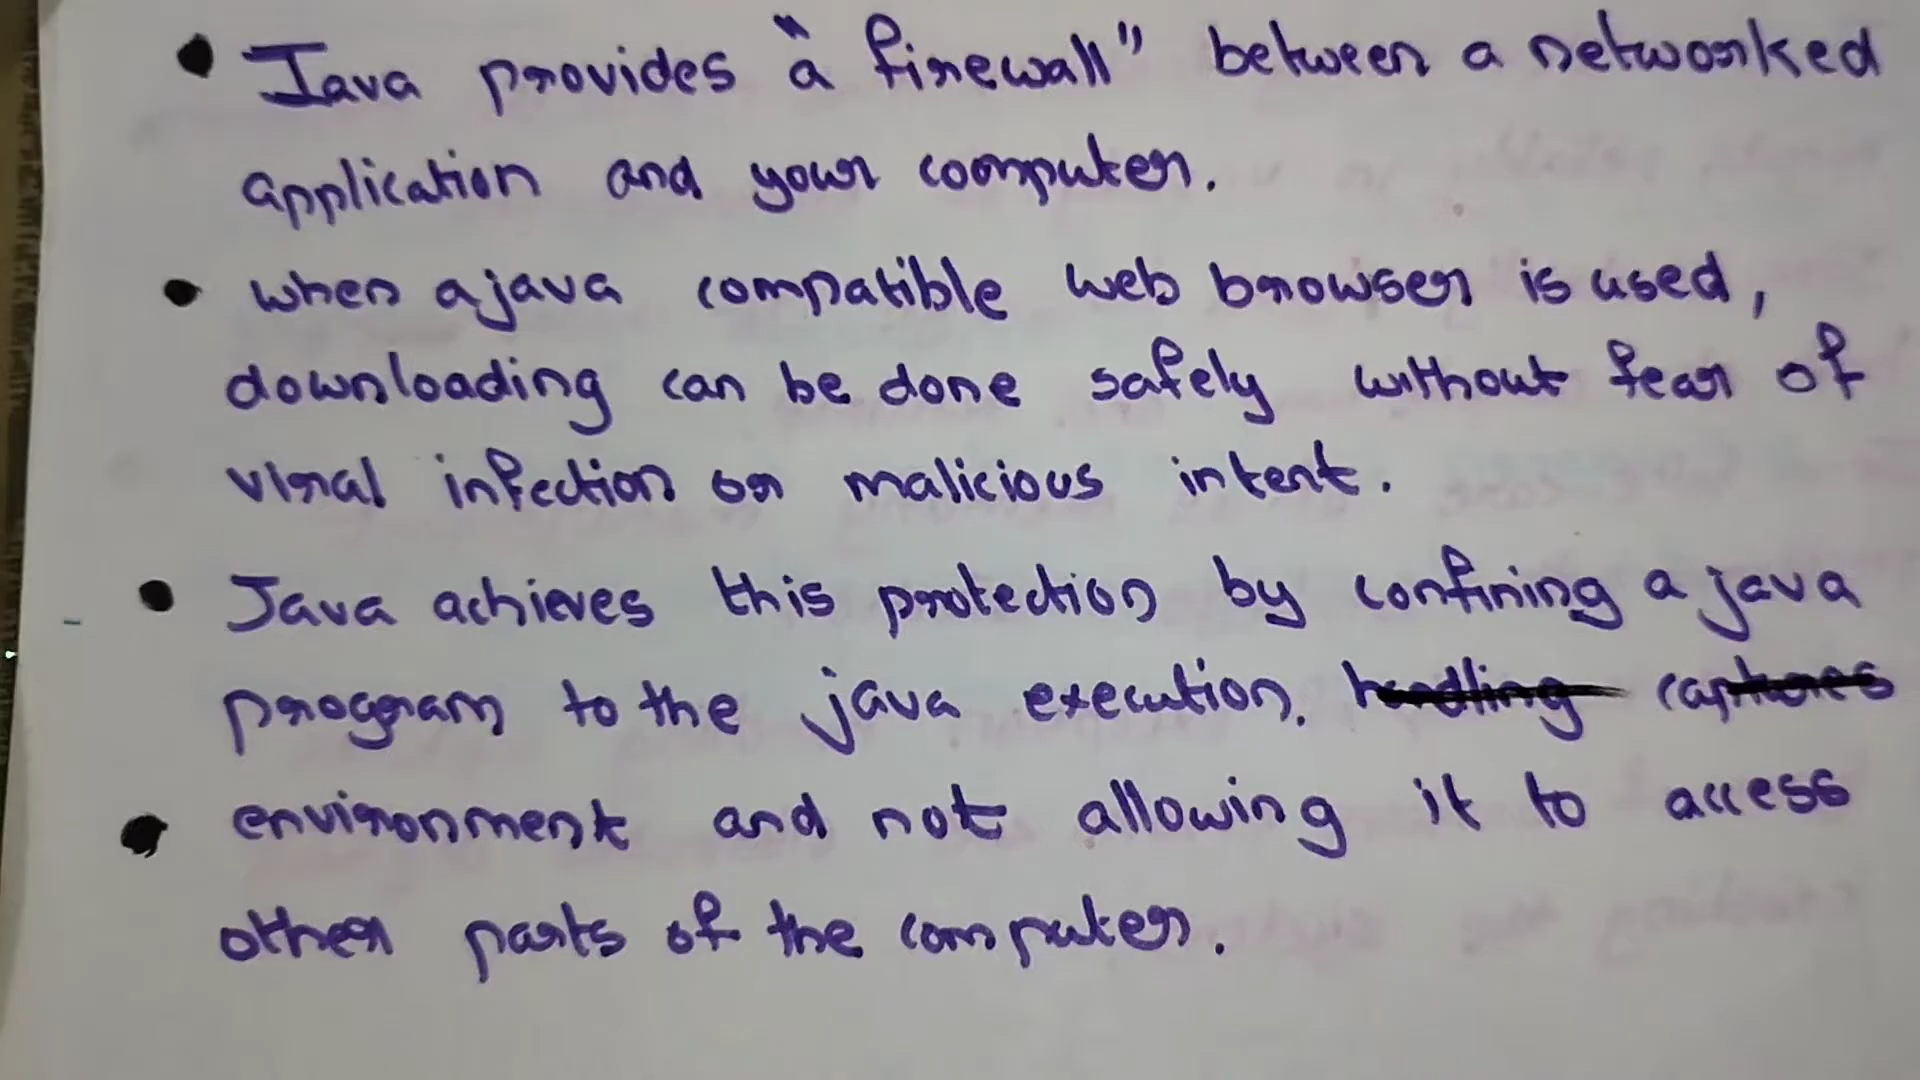 • Java provides "a firewall" between a networked
application and your computer.
• when a java compatible web browser is used,
downloading can be done safely without fear of
viral infection or malicious intent.
• Java achieves this protection by confining a java
program to the java execution.
• environment and not allowing it to access
other parts of the computer.